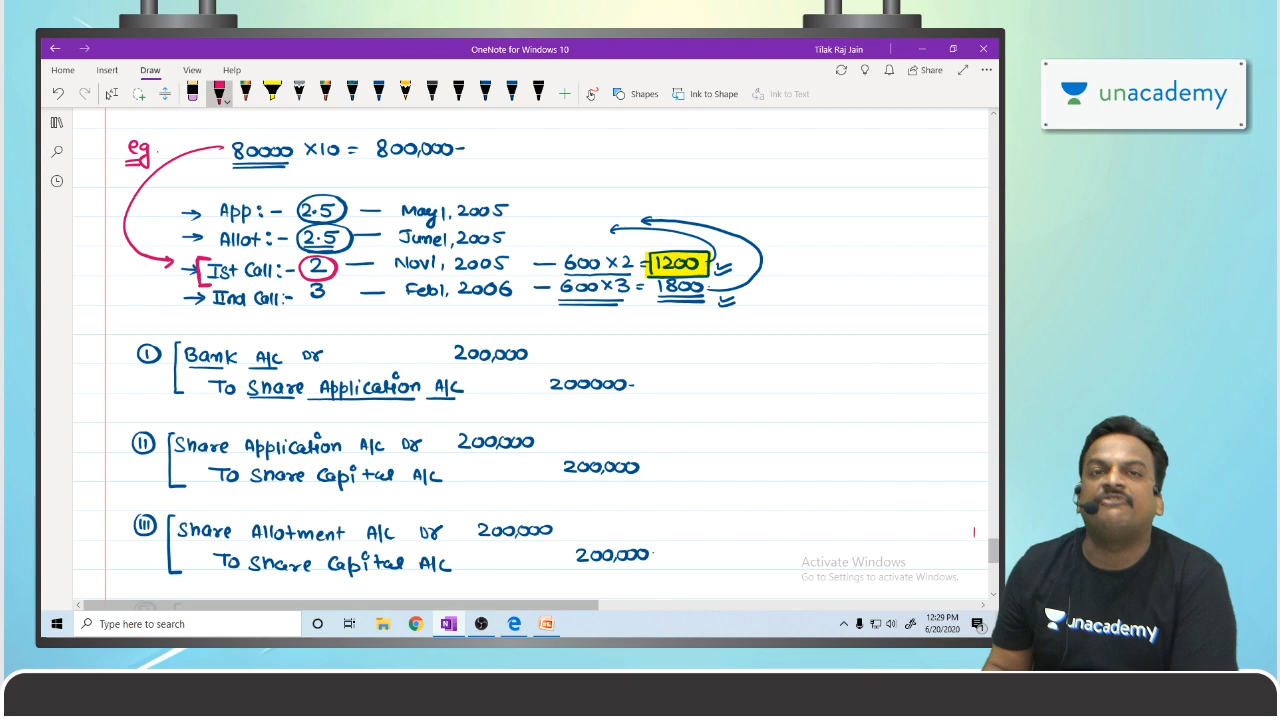 OneNote for Windows 10
Tilak Raj Jain
Home Insert Draw View Help
Share
Shapes Ink to Shape Ink to Text
unacademy
eg.
80000 ×10 = 800,000-
→ App:- 2.5 — May1, 2005
→ Allot:- 2.5 — June1, 2005
→ Ist Call:- 2 — Nov1, 2005 — 600 × 2 = 1200
→ IInd Call:- 3 — Feb1, 2006 — 600 × 3 = 1800
(I) Bank A/c Dr 200,000
To Share Application A/c 200000-
(II) Share Application A/c Dr 200,000
To Share Capital A/c 200,000
(III) Share Allotment A/c Dr 200,000
To Share Capital A/c 200,000
Activate Windows
Go to Settings to activate Windows.
unacademy
Type here to search
12:29 PM
6/20/2020
1